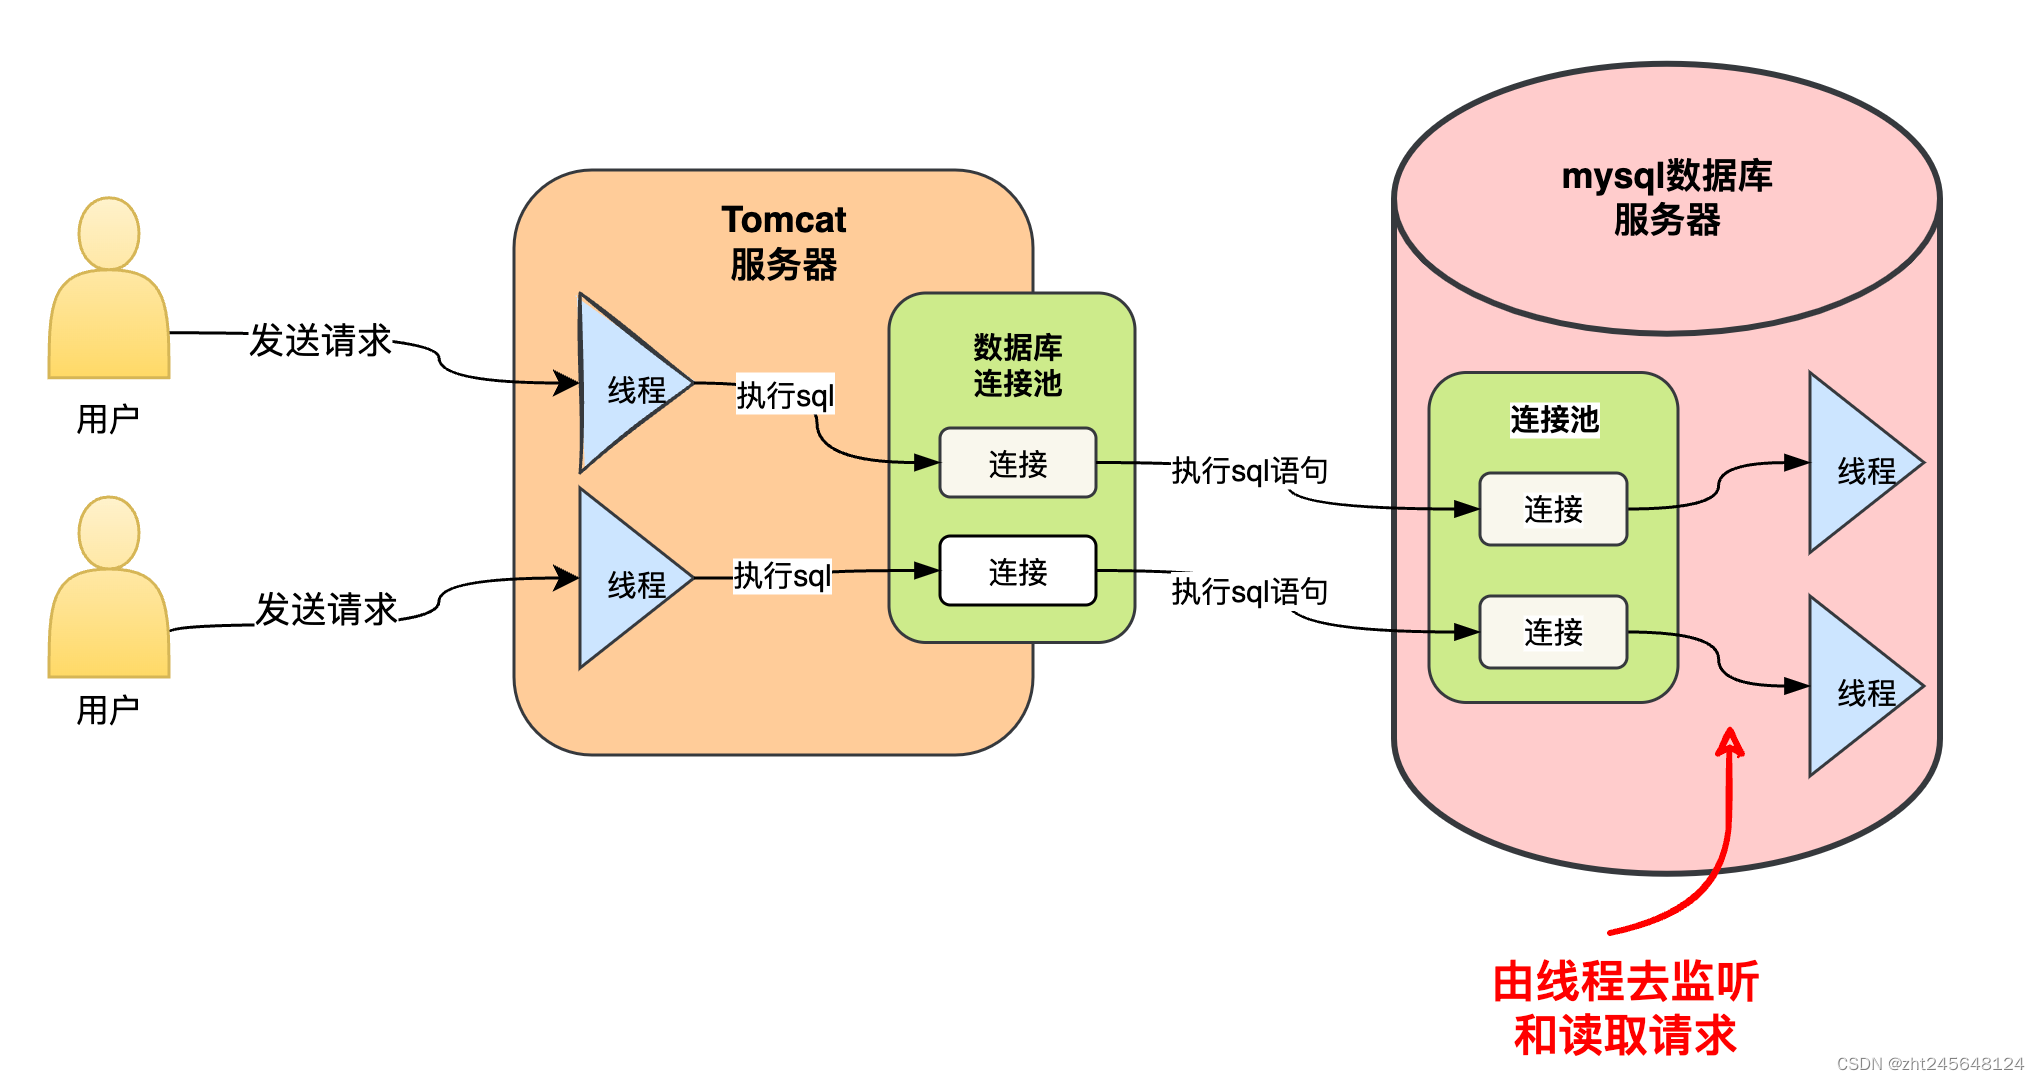 mysql数据库
服务器
Tomcat
服务器
发送请求
线程
执行sql
数据库
连接池
连接
执行sql语句
连接池
连接
线程
用户
发送请求
线程
执行sql
连接
执行sql语句
连接
线程
用户
由线程去监听
和读取请求
CSDN @zht245648124